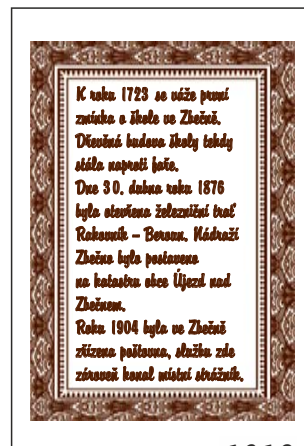 K roku 1723 se váže první
zmínka o škole ve Zbečně.
Dřevěná budova školy tehdy
stála naproti faře.
Dne 30. dubna roku 1876
byla otevřena železniční trať
Rakovník – Beroun. Nádraží
Zbečno bylo postaveno
na katastru obce Újezd nad
Zbečnem.
Roku 1904 byla ve Zbečně
zřízena poštovna, službu zde
zároveň konal místní strážník.